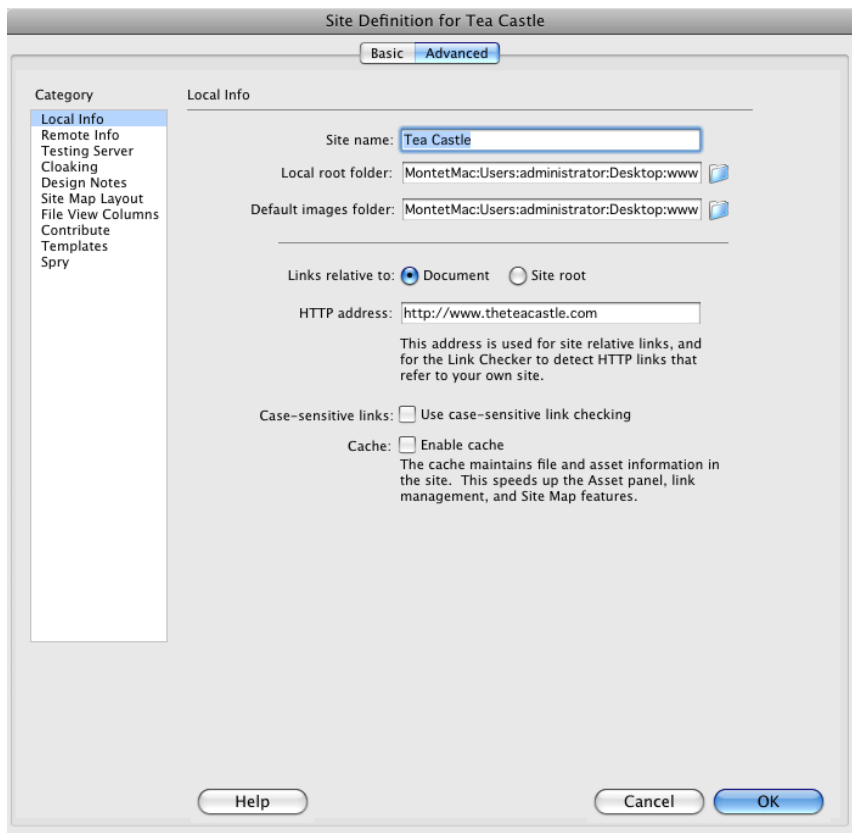 Site Definition for Tea Castle
Basic
Advanced
Category
Local Info
Remote Info
Testing Server
Cloaking
Design Notes
Site Map Layout
File View Columns
Contribute
Templates
Spry
Local Info
Site name: Tea Castle
Local root folder: MontetMac:Users:administrator:Desktop:www
Default images folder: MontetMac:Users:administrator:Desktop:www
Links relative to: Document Site root
HTTP address: http://www.theteacastle.com
This address is used for site relative links, and
for the Link Checker to detect HTTP links that
refer to your own site.
Case-sensitive links: Use case-sensitive link checking
Cache: Enable cache
The cache maintains file and asset information in
the site. This speeds up the Asset panel, link
management, and Site Map features.
Help
Cancel
OK